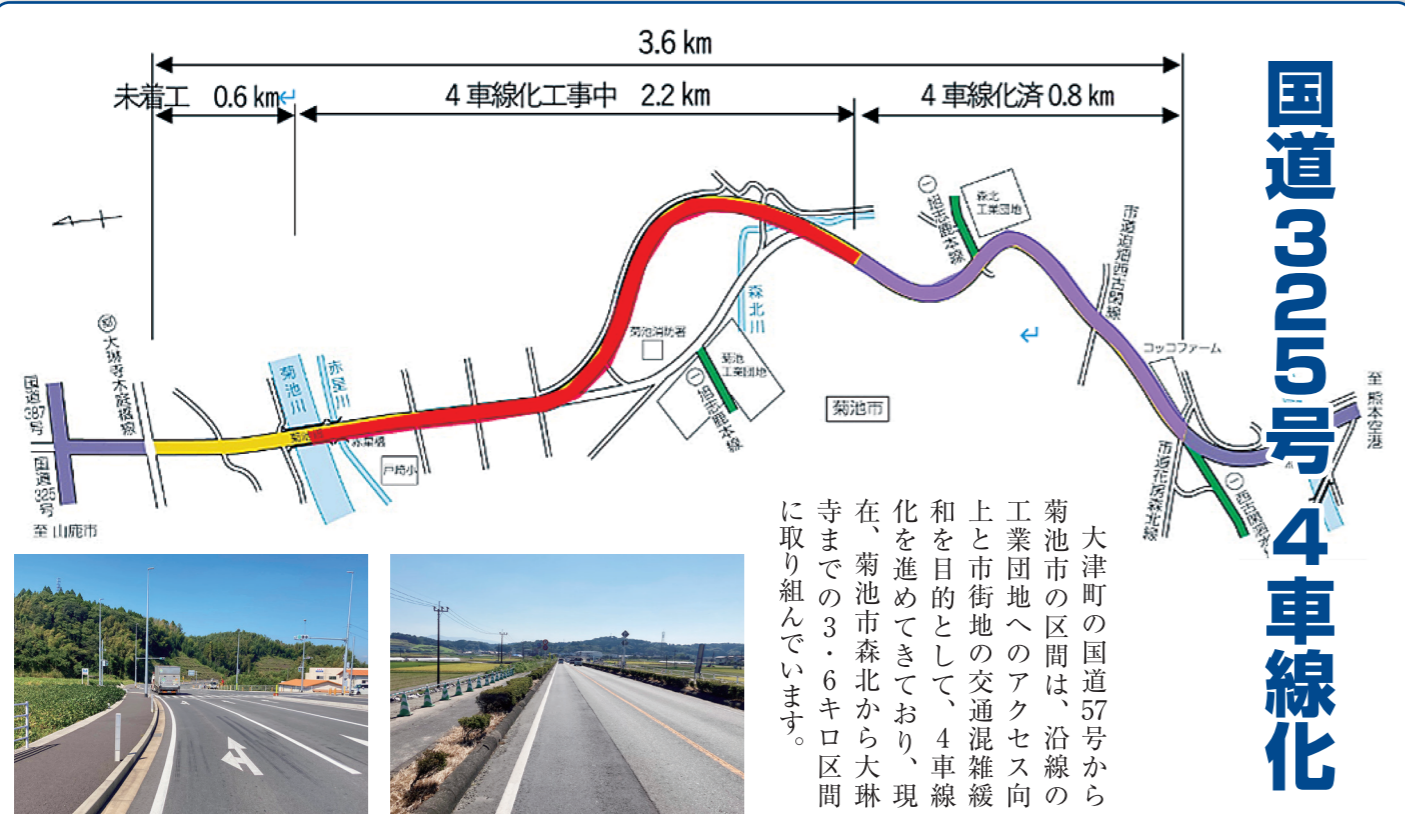 国道325号 4車線化
3.6 km
未着工 0.6 km
4車線化工事中 2.2 km
4車線化済 0.8 km
国道387号
国道325号
至 山鹿市
大琳寺木庭橋線
菊池川
赤星川
赤星橋
戸崎小
菊池消防署
森北川
菊池
工業団地
旭志鹿本線
菊池市
旭志鹿本線
森北
工業団地
市道迫畑西古閑線
コッコファーム
市道花房森北線
至 熊本空港
大津町の国道57号から
菊池市の区間は、沿線の
工業団地へのアクセス向
上と市街地の交通混雑緩
和を目的として、4車線
化を進めてきており、現
在、菊池市森北から大琳
寺までの3・6キロ区間
に取り組んでいます。